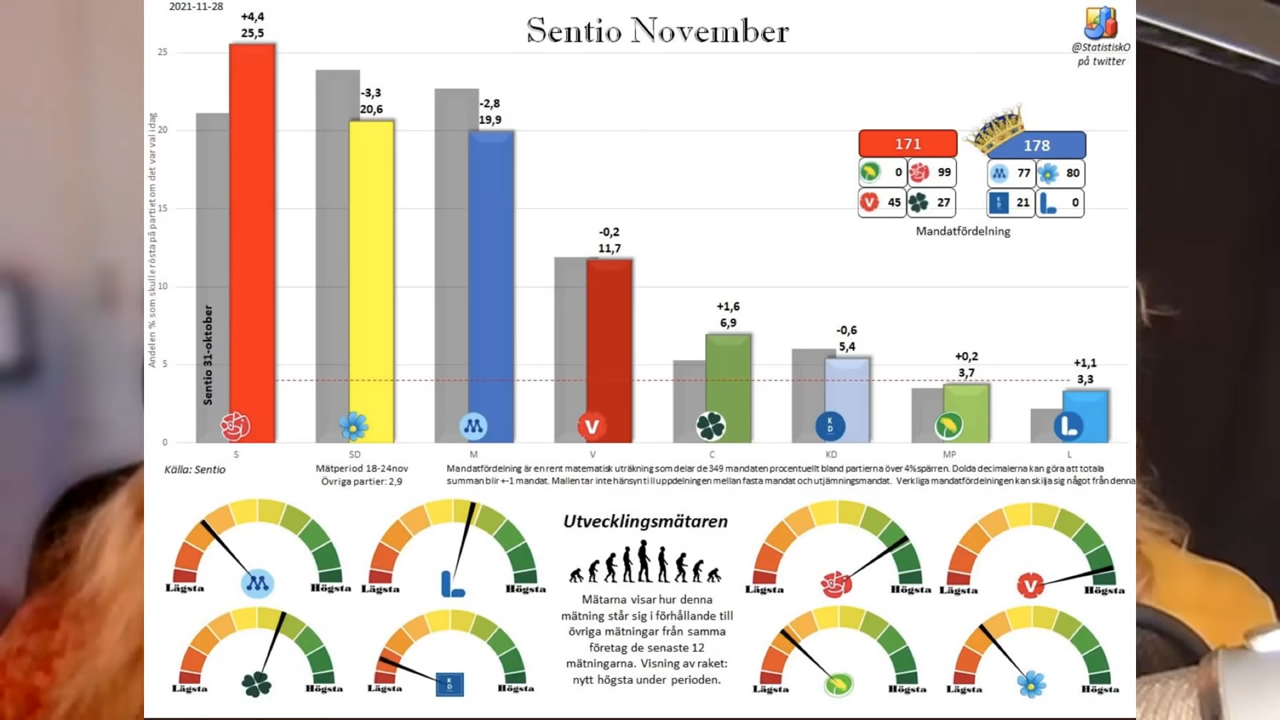 2021-11-28
Sentio November
@StatistiskO
på twitter
Andelen % som skulle rösta på partiet om det var val idag
25
20
15
10
5
0
Sentio 31-oktober
+4,4
25,5
-3,3
20,6
-2,8
19,9
-0,2
11,7
+1,6
6,9
-0,6
5,4
+0,2
3,7
+1,1
3,3
171
0 99
V 45 27
178
M 77 80
KD 21 L 0
Mandatfördelning
V
KD
L
S SD M V C KD MP L
Källa: Sentio
Mätperiod 18-24nov
Övriga partier: 2,9
Mandatfördelning är en rent matematisk uträkning som delar de 349 mandaten procentuellt bland partierna över 4% spärren. Dolda decimalerna kan göra att totala
summan blir +-1 mandat. Mallen tar inte hänsyn till uppdelningen mellan fasta mandat och utjämningsmandat. Verkliga mandatfördelningen kan skilja sig något från denna
Lägsta Högsta
Lägsta Högsta
Lägsta Högsta
Lägsta KD Högsta
Utvecklingsmätaren
Mätarna visar hur denna
mätning står sig i förhållande till
övriga mätningar från samma
företag de senaste 12
mätningarna. Visning av raket:
nytt högsta under perioden.
Lägsta Högsta
Lägsta V Högsta
Lägsta Högsta
Lägsta Högsta